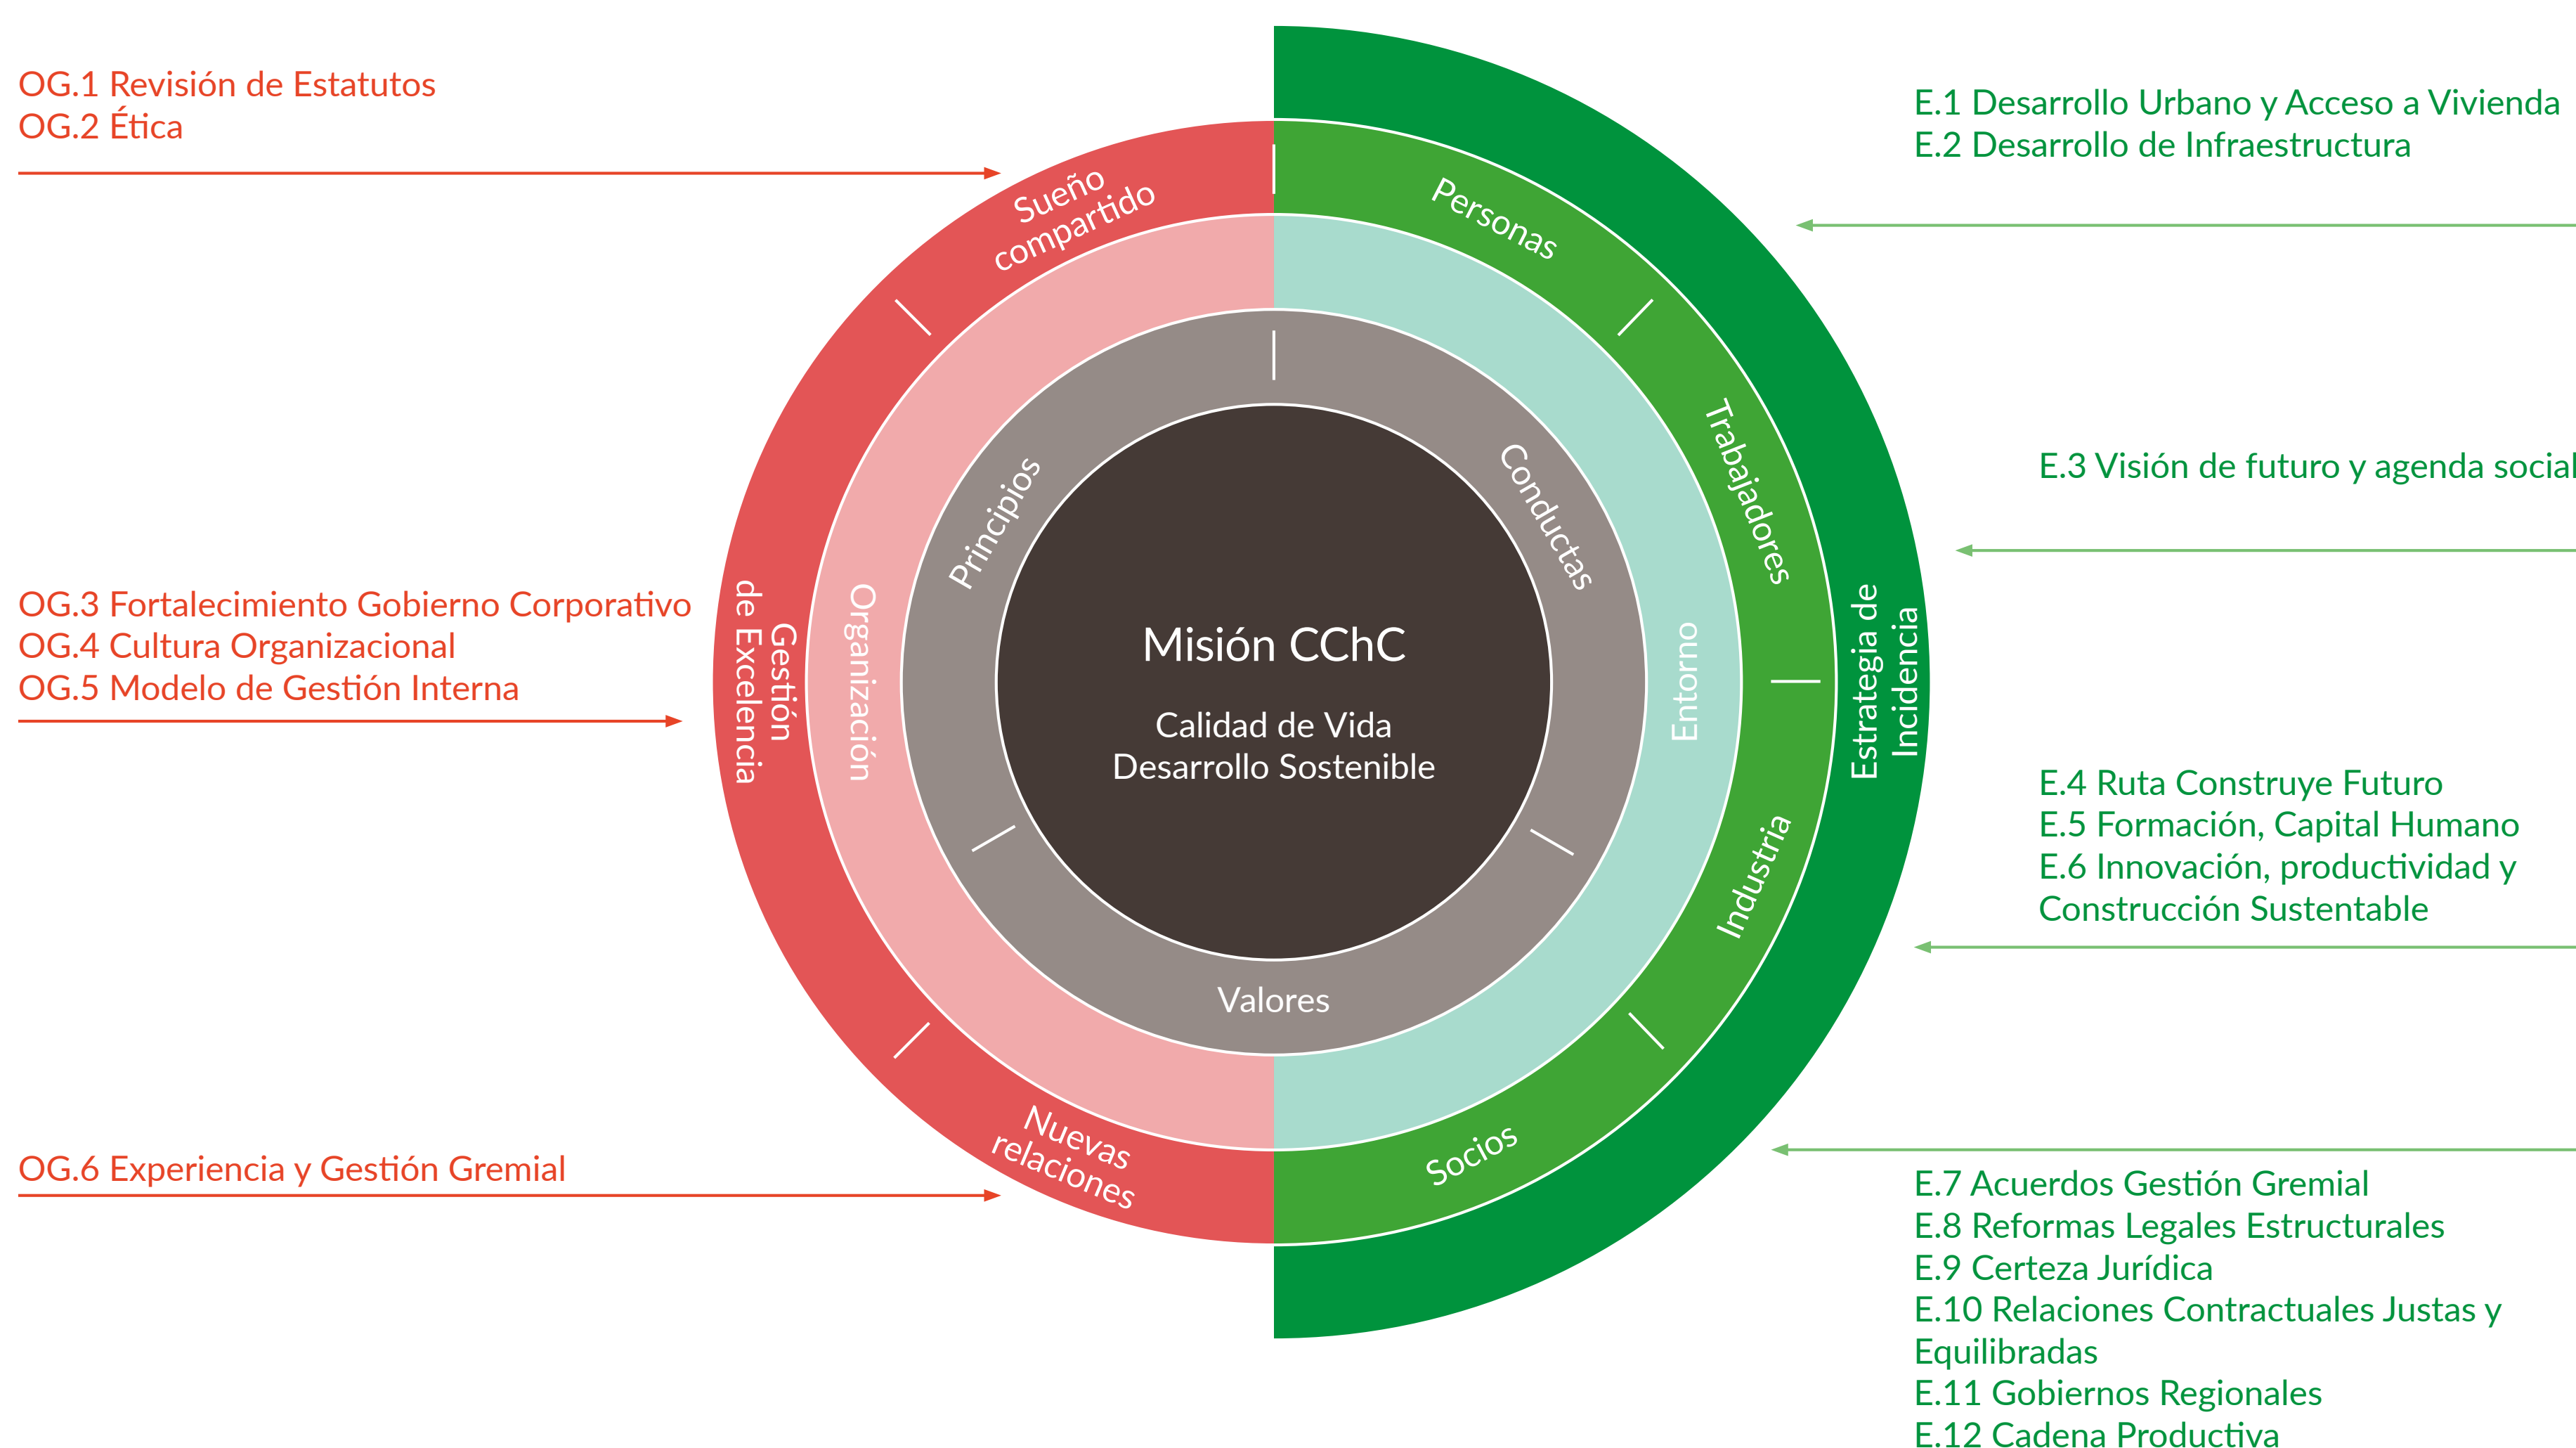 OG.1 Revisión de Estatutos
OG.2 Ética
OG.3 Fortalecimiento Gobierno Corporativo
OG.4 Cultura Organizacional
OG.5 Modelo de Gestión Interna
OG.6 Experiencia y Gestión Gremial
Sueño
compartido
Gestión
de Excelencia
Nuevas
relaciones
Organización
Principios
Conductas
Valores
Misión CChC
Calidad de Vida
Desarrollo Sostenible
Entorno
Personas
Trabajadores
Industria
Socios
Estrategia de
Incidencia
E.1 Desarrollo Urbano y Acceso a Vivienda
E.2 Desarrollo de Infraestructura
E.3 Visión de futuro y agenda social
E.4 Ruta Construye Futuro
E.5 Formación, Capital Humano
E.6 Innovación, productividad y
Construcción Sustentable
E.7 Acuerdos Gestión Gremial
E.8 Reformas Legales Estructurales
E.9 Certeza Jurídica
E.10 Relaciones Contractuales Justas y
Equilibradas
E.11 Gobiernos Regionales
E.12 Cadena Productiva